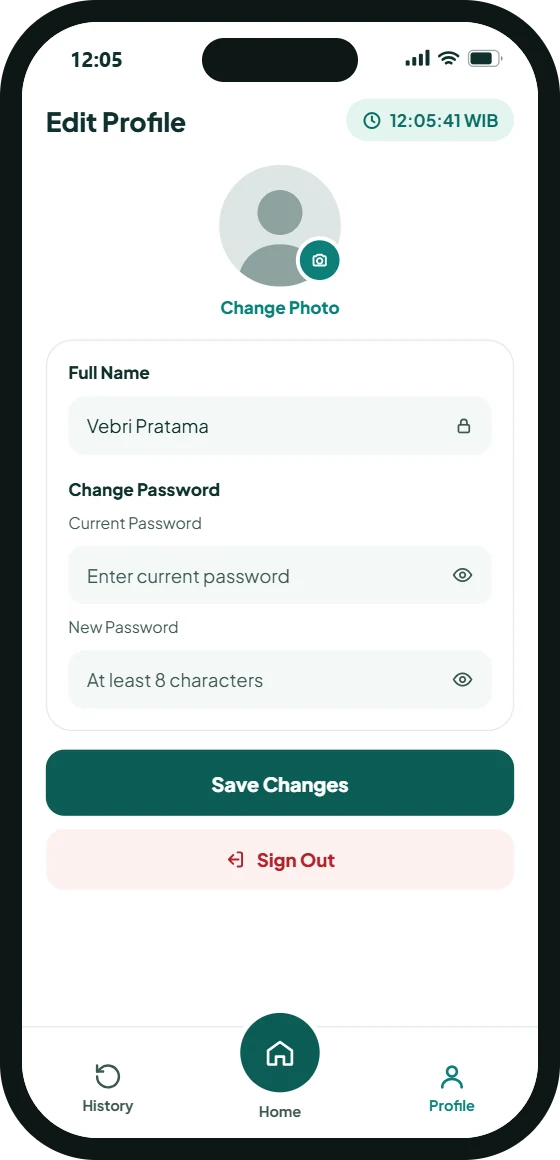 12:05
Edit Profile
12:05:41 WIB
Change Photo
Full Name
Vebri Pratama
Change Password
Current Password
Enter current password
New Password
At least 8 characters
Save Changes
Sign Out
History
Home
Profile